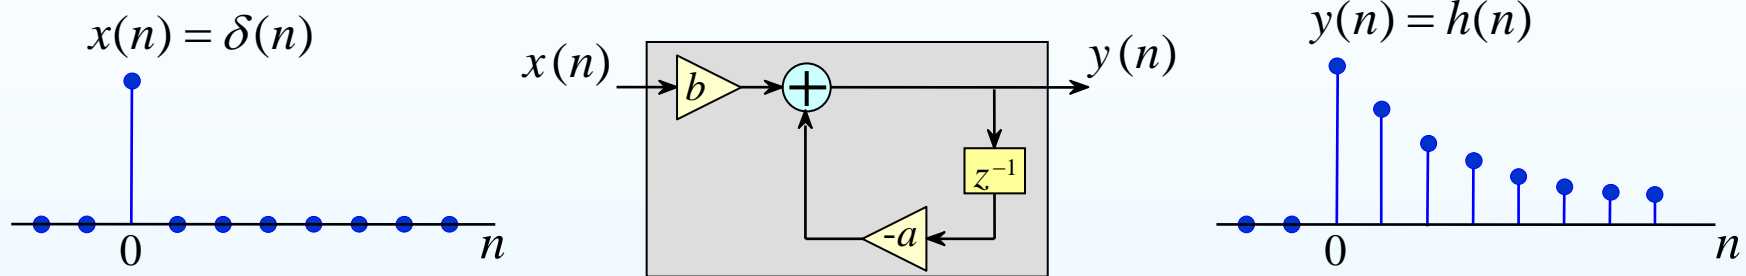 x(n) = δ(n)
0
n
x(n)
b
+
y(n)
z⁻¹
-a
y(n) = h(n)
0
n